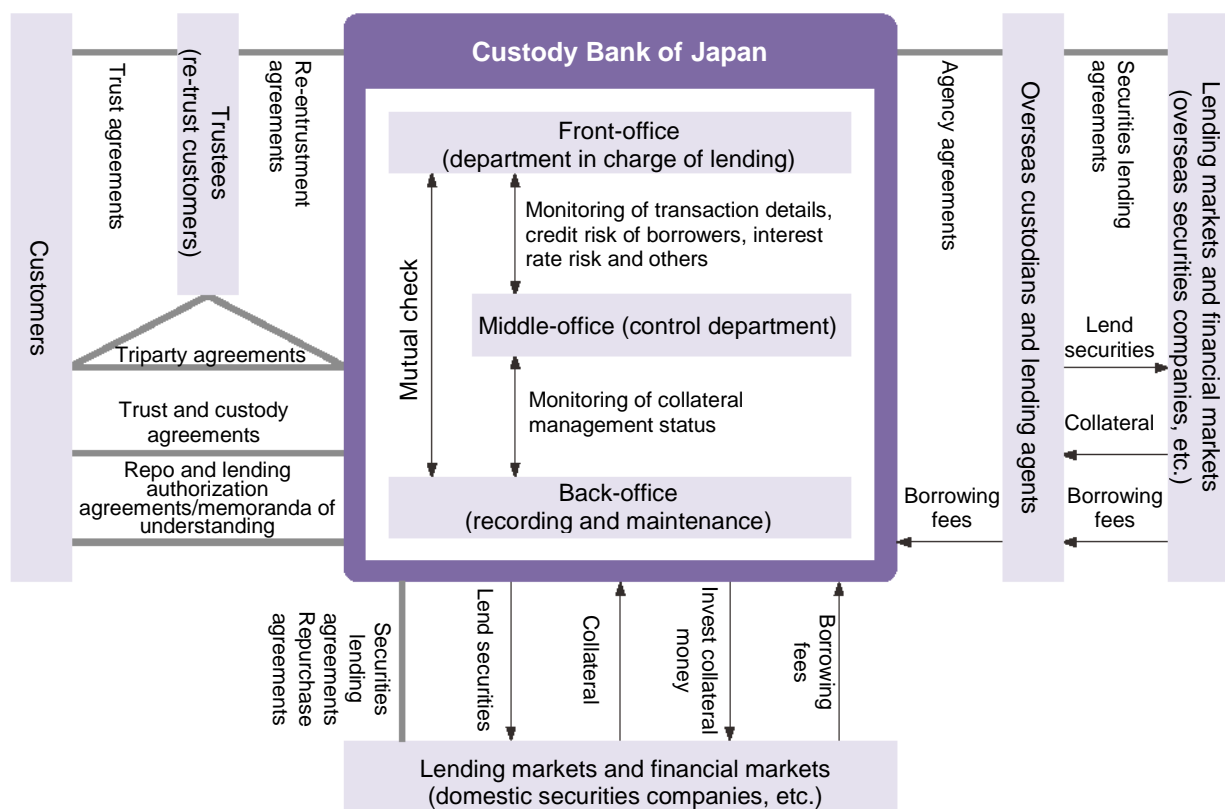 Customers
Trust agreements
Trustees
(re-trust customers)
Re-entrustment
agreements
Triparty agreements
Trust and custody
agreements
Repo and lending
authorization
agreements/memoranda of
understanding
Custody Bank of Japan
Front-office
(department in charge of lending)
Monitoring of transaction details,
credit risk of borrowers, interest
rate risk and others
Mutual check
Middle-office (control department)
Monitoring of collateral
management status
Back-office
(recording and maintenance)
Agency agreements
Borrowing
fees
Overseas custodians and lending agents
Securities lending
agreements
Lend
securities
Collateral
Borrowing
fees
Lending markets and financial markets
(overseas securities companies, etc.)
Securities
lending
agreements
Repurchase
agreements
Lend securities
Collateral
Invest collateral
money
Borrowing
fees
Lending markets and financial markets
(domestic securities companies, etc.)